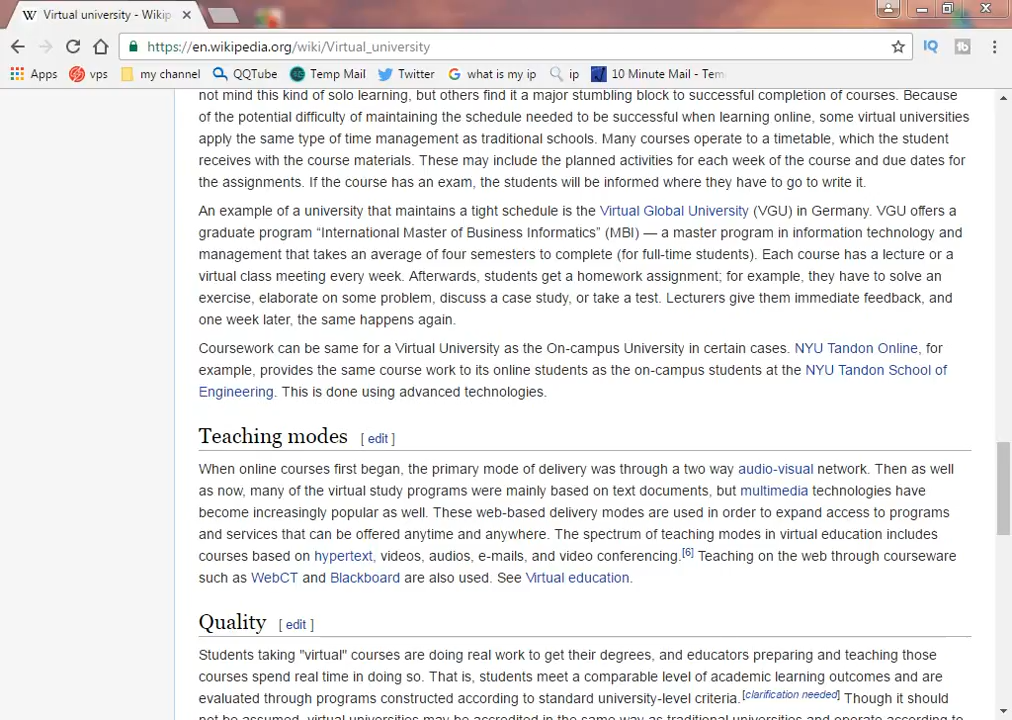 Virtual university - Wikip
https://en.wikipedia.org/wiki/Virtual_university
Apps vps my channel QQTube Temp Mail Twitter what is my ip ip 10 Minute Mail - Tem
not mind this kind of solo learning, but others find it a major stumbling block to successful completion of courses. Because
of the potential difficulty of maintaining the schedule needed to be successful when learning online, some virtual universities
apply the same type of time management as traditional schools. Many courses operate to a timetable, which the student
receives with the course materials. These may include the planned activities for each week of the course and due dates for
the assignments. If the course has an exam, the students will be informed where they have to go to write it.
An example of a university that maintains a tight schedule is the Virtual Global University (VGU) in Germany. VGU offers a
graduate program “International Master of Business Informatics” (MBI) — a master program in information technology and
management that takes an average of four semesters to complete (for full-time students). Each course has a lecture or a
virtual class meeting every week. Afterwards, students get a homework assignment; for example, they have to solve an
exercise, elaborate on some problem, discuss a case study, or take a test. Lecturers give them immediate feedback, and
one week later, the same happens again.
Coursework can be same for a Virtual University as the On-campus University in certain cases. NYU Tandon Online, for
example, provides the same course work to its online students as the on-campus students at the NYU Tandon School of
Engineering. This is done using advanced technologies.
Teaching modes [ edit ]
When online courses first began, the primary mode of delivery was through a two way audio-visual network. Then as well
as now, many of the virtual study programs were mainly based on text documents, but multimedia technologies have
become increasingly popular as well. These web-based delivery modes are used in order to expand access to programs
and services that can be offered anytime and anywhere. The spectrum of teaching modes in virtual education includes
courses based on hypertext, videos, audios, e-mails, and video conferencing.[6] Teaching on the web through courseware
such as WebCT and Blackboard are also used. See Virtual education.
Quality [ edit ]
Students taking "virtual" courses are doing real work to get their degrees, and educators preparing and teaching those
courses spend real time in doing so. That is, students meet a comparable level of academic learning outcomes and are
evaluated through programs constructed according to standard university-level criteria.[clarification needed] Though it should
not be assumed, virtual universities may be accredited in the same way as traditional universities and operate according to